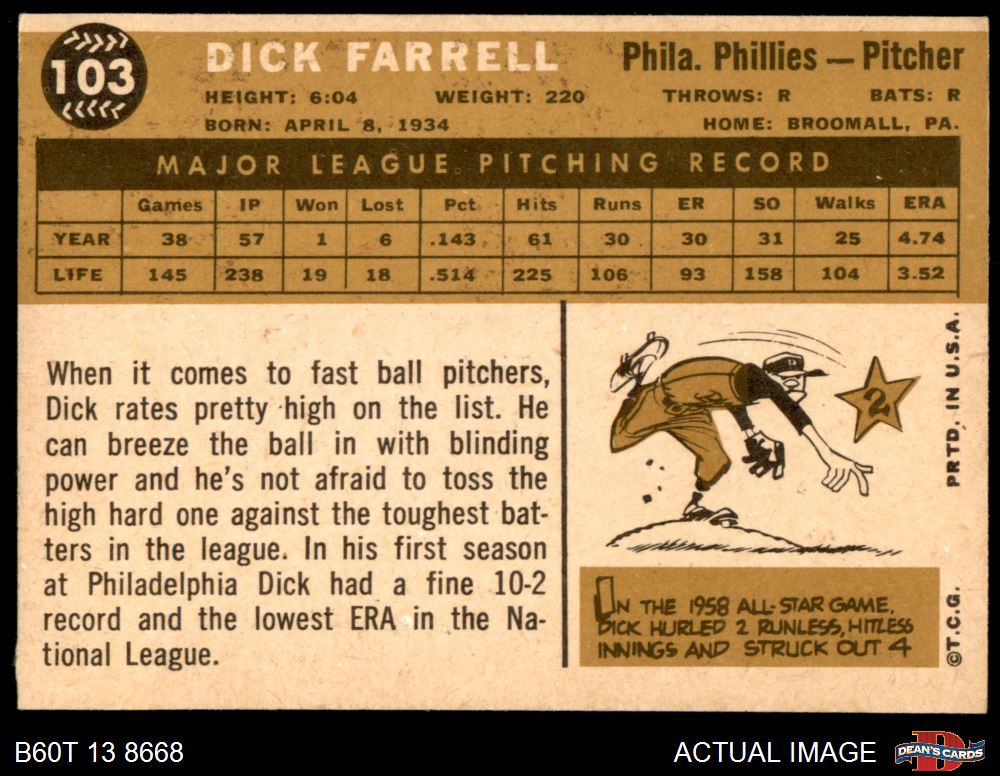 103
DICK FARRELL
Phila. Phillies — Pitcher
HEIGHT: 6:04 WEIGHT: 220 THROWS: R BATS: R
BORN: APRIL 8, 1934 HOME: BROOMALL, PA.
MAJOR LEAGUE PITCHING RECORD
Games IP Won Lost Pct Hits Runs ER SO Walks ERA
YEAR 38 57 1 6 .143 61 30 30 31 25 4.74
LIFE 145 238 19 18 .514 225 106 93 158 104 3.52
When it comes to fast ball pitchers,
Dick rates pretty high on the list. He
can breeze the ball in with blinding
power and he's not afraid to toss the
high hard one against the toughest bat-
ters in the league. In his first season
at Philadelphia Dick had a fine 10-2
record and the lowest ERA in the Na-
tional League.
2
IN THE 1958 ALL-STAR GAME,
DICK HURLED 2 RUNLESS, HITLESS
INNINGS AND STRUCK OUT 4
PRTD. IN U.S.A.
©T.C.G.
B60T 13 8668
ACTUAL IMAGE
DEAN'S CARDS